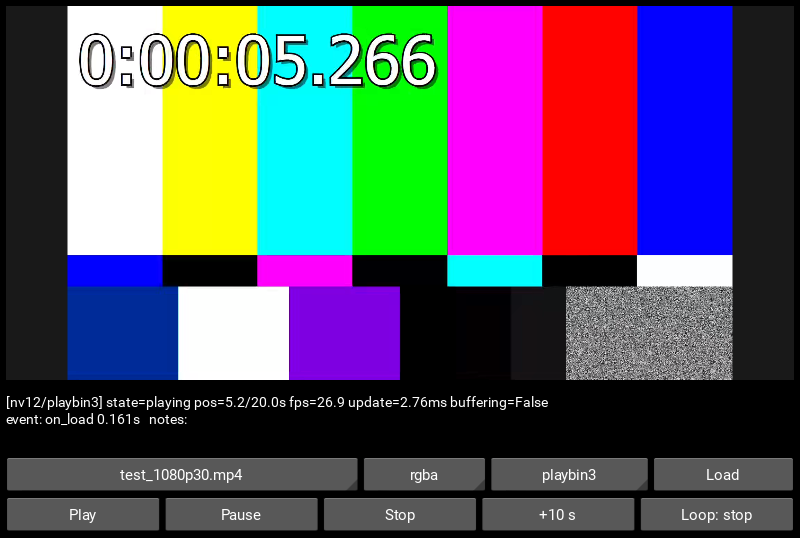 0:00:05.266
[nv12/playbin3] state=playing pos=5.2/20.0s fps=26.9 update=2.76ms buffering=False
event: on_load 0.161s   notes:
test_1080p30.mp4 rgba playbin3 Load
Play Pause Stop +10 s Loop: stop